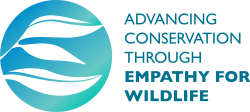 ADVANCING
CONSERVATION
THROUGH
EMPATHY FOR
WILDLIFE